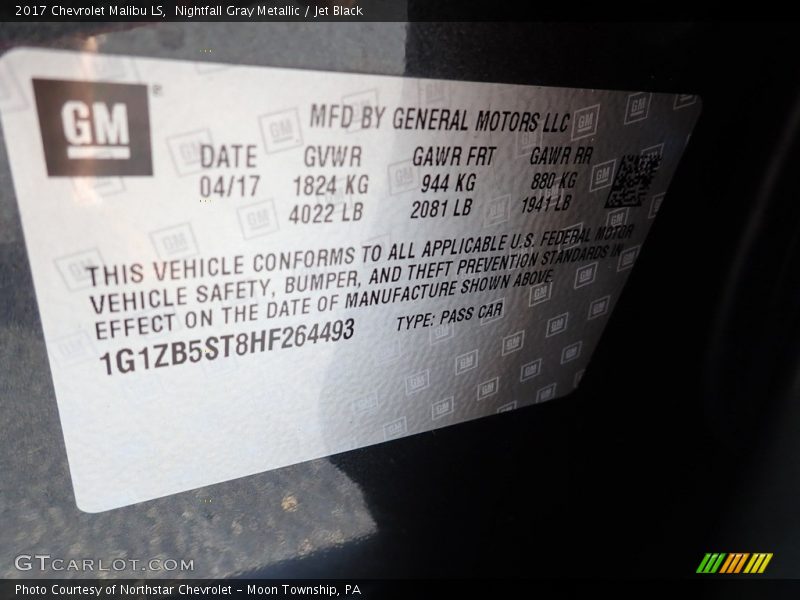 2017 Chevrolet Malibu LS, Nightfall Gray Metallic / Jet Black
GM®
MFD BY GENERAL MOTORS LLC
DATE GVWR GAWR FRT GAWR RR
04/17 1824 KG 944 KG 880 KG
4022 LB 2081 LB 1941 LB
THIS VEHICLE CONFORMS TO ALL APPLICABLE U.S. FEDERAL MOTOR
VEHICLE SAFETY, BUMPER, AND THEFT PREVENTION STANDARDS IN
EFFECT ON THE DATE OF MANUFACTURE SHOWN ABOVE.
1G1ZB5ST8HF264493 TYPE: PASS CAR
GTCARLOT.COM
Photo Courtesy of Northstar Chevrolet - Moon Township, PA